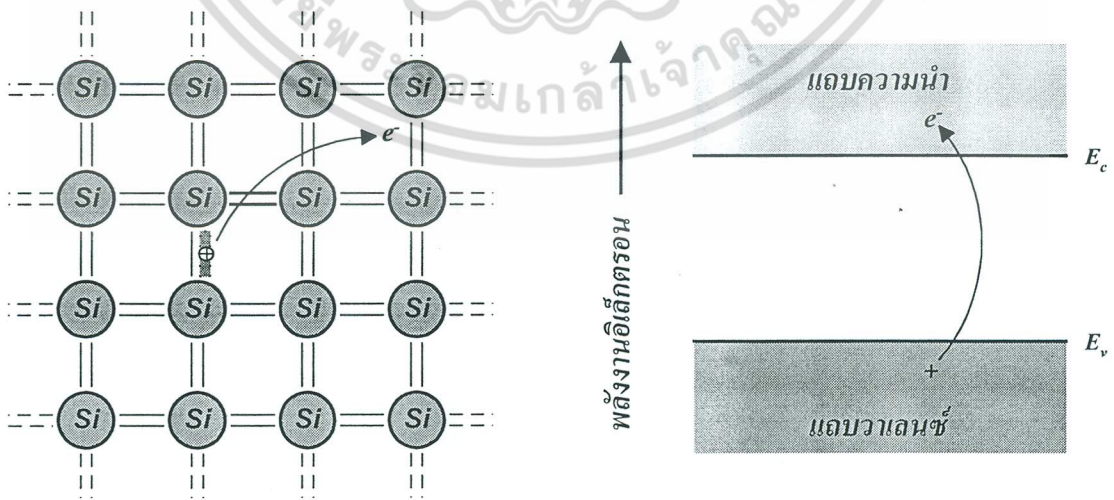 Si Si Si Si
e⁻
Si Si Si Si
Si Si Si Si
Si Si Si Si
พลังงานอิเล็กตรอน
แถบความนำ
e⁻
E_c
E_v
+
แถบวาเลนซ์